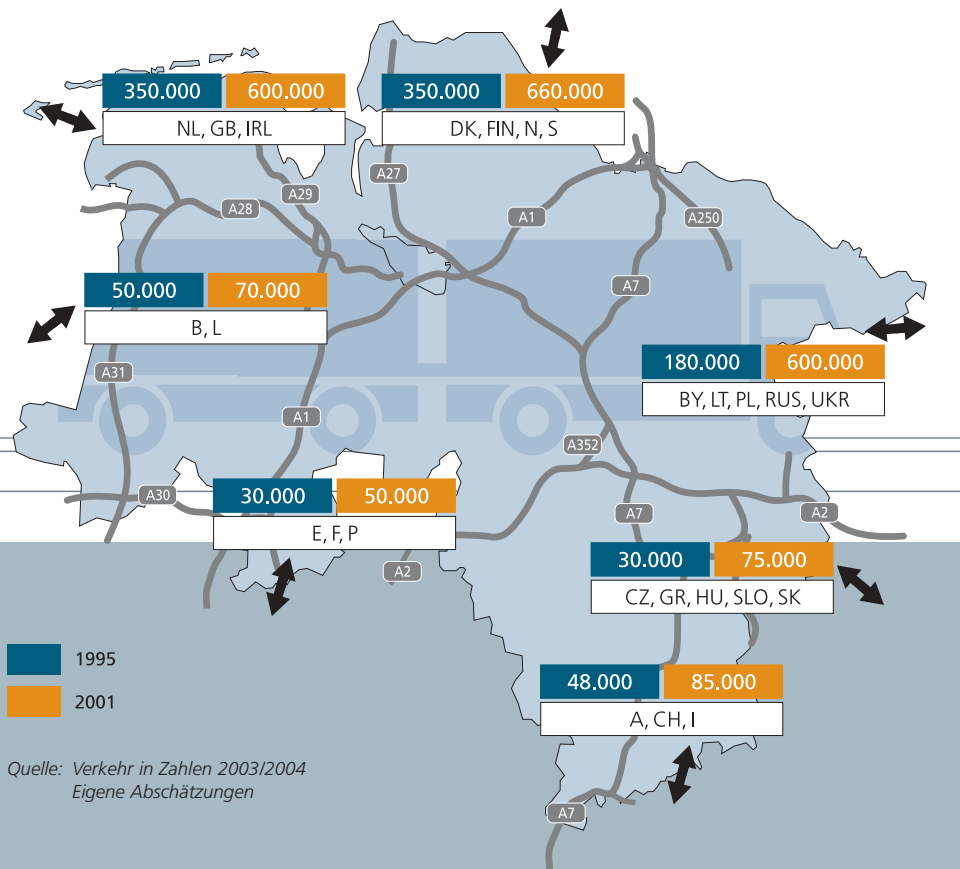 350.000 600.000
NL, GB, IRL
350.000 660.000
DK, FIN, N, S
A27
A29
A28
A1
A250
A7
50.000 70.000
B, L
180.000 600.000
BY, LT, PL, RUS, UKR
A31
A1
A352
30.000 50.000
E, F, P
A30
A7
A2
30.000 75.000
CZ, GR, HU, SLO, SK
A2
1995
2001
48.000 85.000
A, CH, I
Quelle: Verkehr in Zahlen 2003/2004
Eigene Abschätzungen
A7